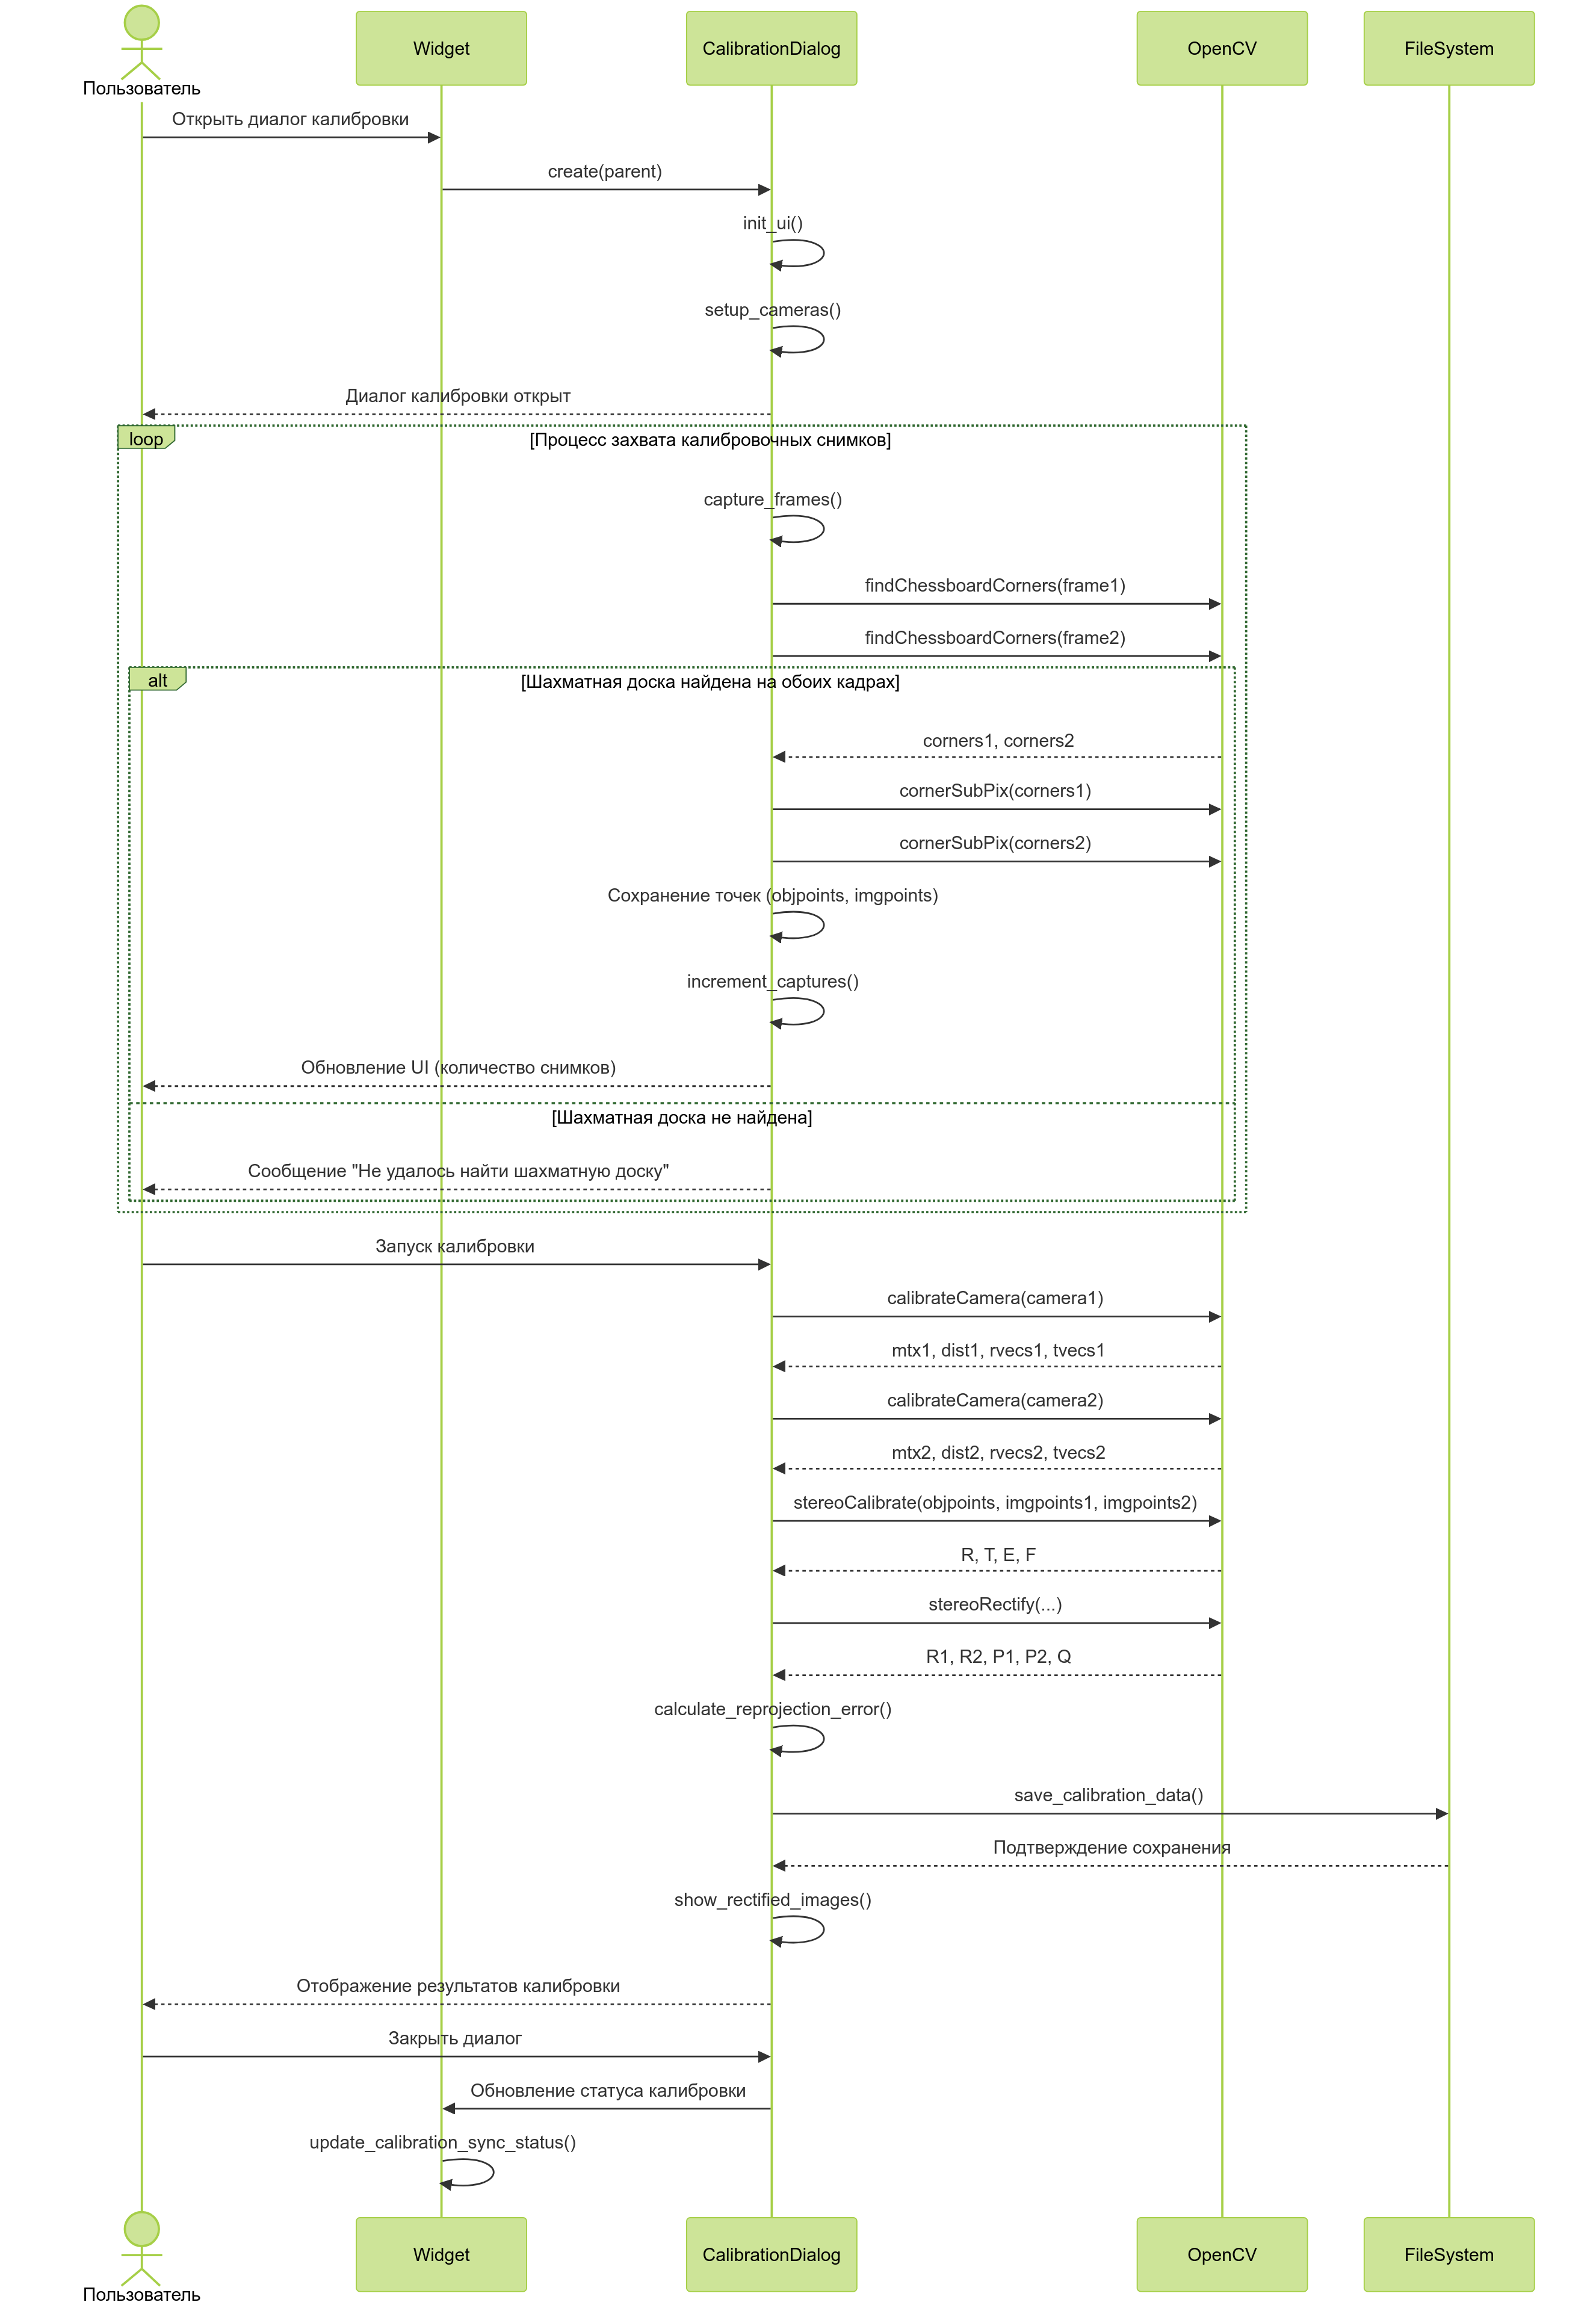 Пользователь
Widget
CalibrationDialog
OpenCV
FileSystem
Открыть диалог калибровки
create(parent)
init_ui()
setup_cameras()
Диалог калибровки открыт
loop
[Процесс захвата калибровочных снимков]
capture_frames()
findChessboardCorners(frame1)
findChessboardCorners(frame2)
alt
[Шахматная доска найдена на обоих кадрах]
corners1, corners2
cornerSubPix(corners1)
cornerSubPix(corners2)
Сохранение точек (objpoints, imgpoints)
increment_captures()
Обновление UI (количество снимков)
[Шахматная доска не найдена]
Сообщение "Не удалось найти шахматную доску"
Запуск калибровки
calibrateCamera(camera1)
mtx1, dist1, rvecs1, tvecs1
calibrateCamera(camera2)
mtx2, dist2, rvecs2, tvecs2
stereoCalibrate(objpoints, imgpoints1, imgpoints2)
R, T, E, F
stereoRectify(...)
R1, R2, P1, P2, Q
calculate_reprojection_error()
save_calibration_data()
Подтверждение сохранения
show_rectified_images()
Отображение результатов калибровки
Закрыть диалог
Обновление статуса калибровки
update_calibration_sync_status()
Пользователь
Widget
CalibrationDialog
OpenCV
FileSystem